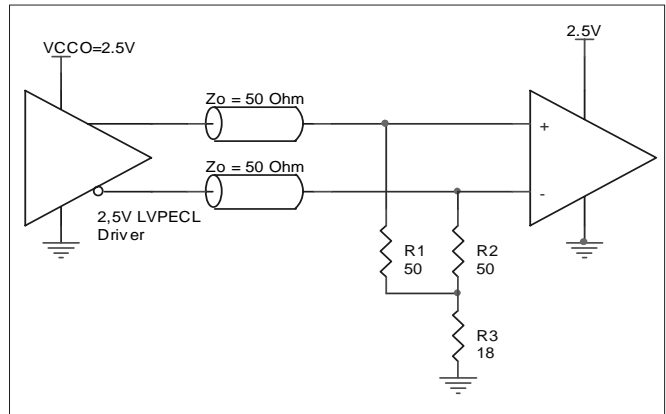 2.5V
VCCO=2.5V
Zo = 50 Ohm
+
Zo = 50 Ohm
-
2,5V LVPECL
Driver
R1
50
R2
50
R3
18